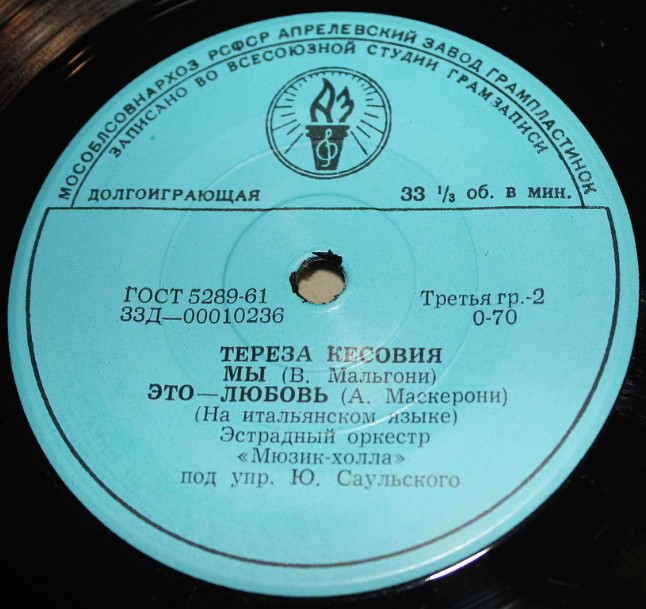 МОСОБЛСОВНАРХОЗ РСФСР АПРЕЛЕВСКИЙ ЗАВОД ГРАМПЛАСТИНОК
ЗАПИСАНО ВО ВСЕСОЮЗНОЙ СТУДИИ ГРАМЗАПИСИ
АЗ
ДОЛГОИГРАЮЩАЯ 33 1/3 об. в мин.
ГОСТ 5289-61 Третья гр.-2
33Д—00010236 0-70
ТЕРЕЗА КЕСОВИЯ
МЫ (В. Мальгони)
ЭТО—ЛЮБОВЬ (А. Маскерони)
(На итальянском языке)
Эстрадный оркестр
«Мюзик-холла»
под упр. Ю. Саульского